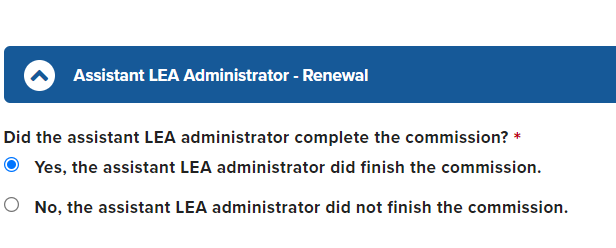 Assistant LEA Administrator - Renewal
Did the assistant LEA administrator complete the commission? *
Yes, the assistant LEA administrator did finish the commission.
No, the assistant LEA administrator did not finish the commission.